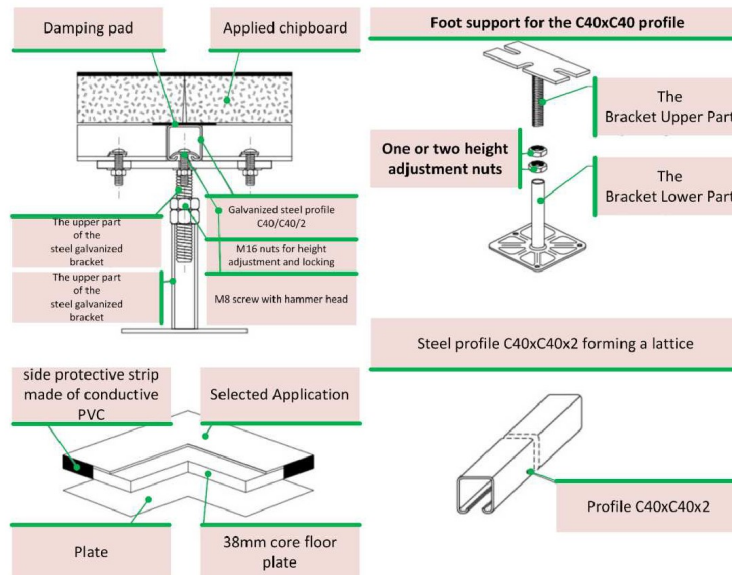 Damping pad
Applied chipboard
The upper part
of the
steel galvanized
bracket
The upper part
of the
steel galvanized
bracket
Galvanized steel profile
C40/C40/2
M16 nuts for height
adjustment and locking
M8 screw with hammer head
Foot support for the C40xC40 profile
The
Bracket Upper Part
One or two height
adjustment nuts
The
Bracket Lower Part
side protective strip
made of conductive
PVC
Selected Application
Plate
38mm core floor
plate
Steel profile C40xC40x2 forming a lattice
Profile C40xC40x2